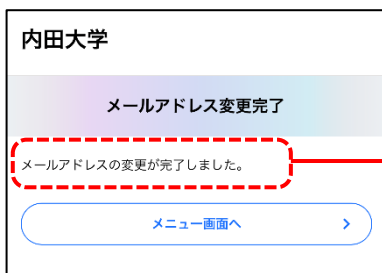 内田大学
メールアドレス変更完了
メールアドレスの変更が完了しました。
メニュー画面へ